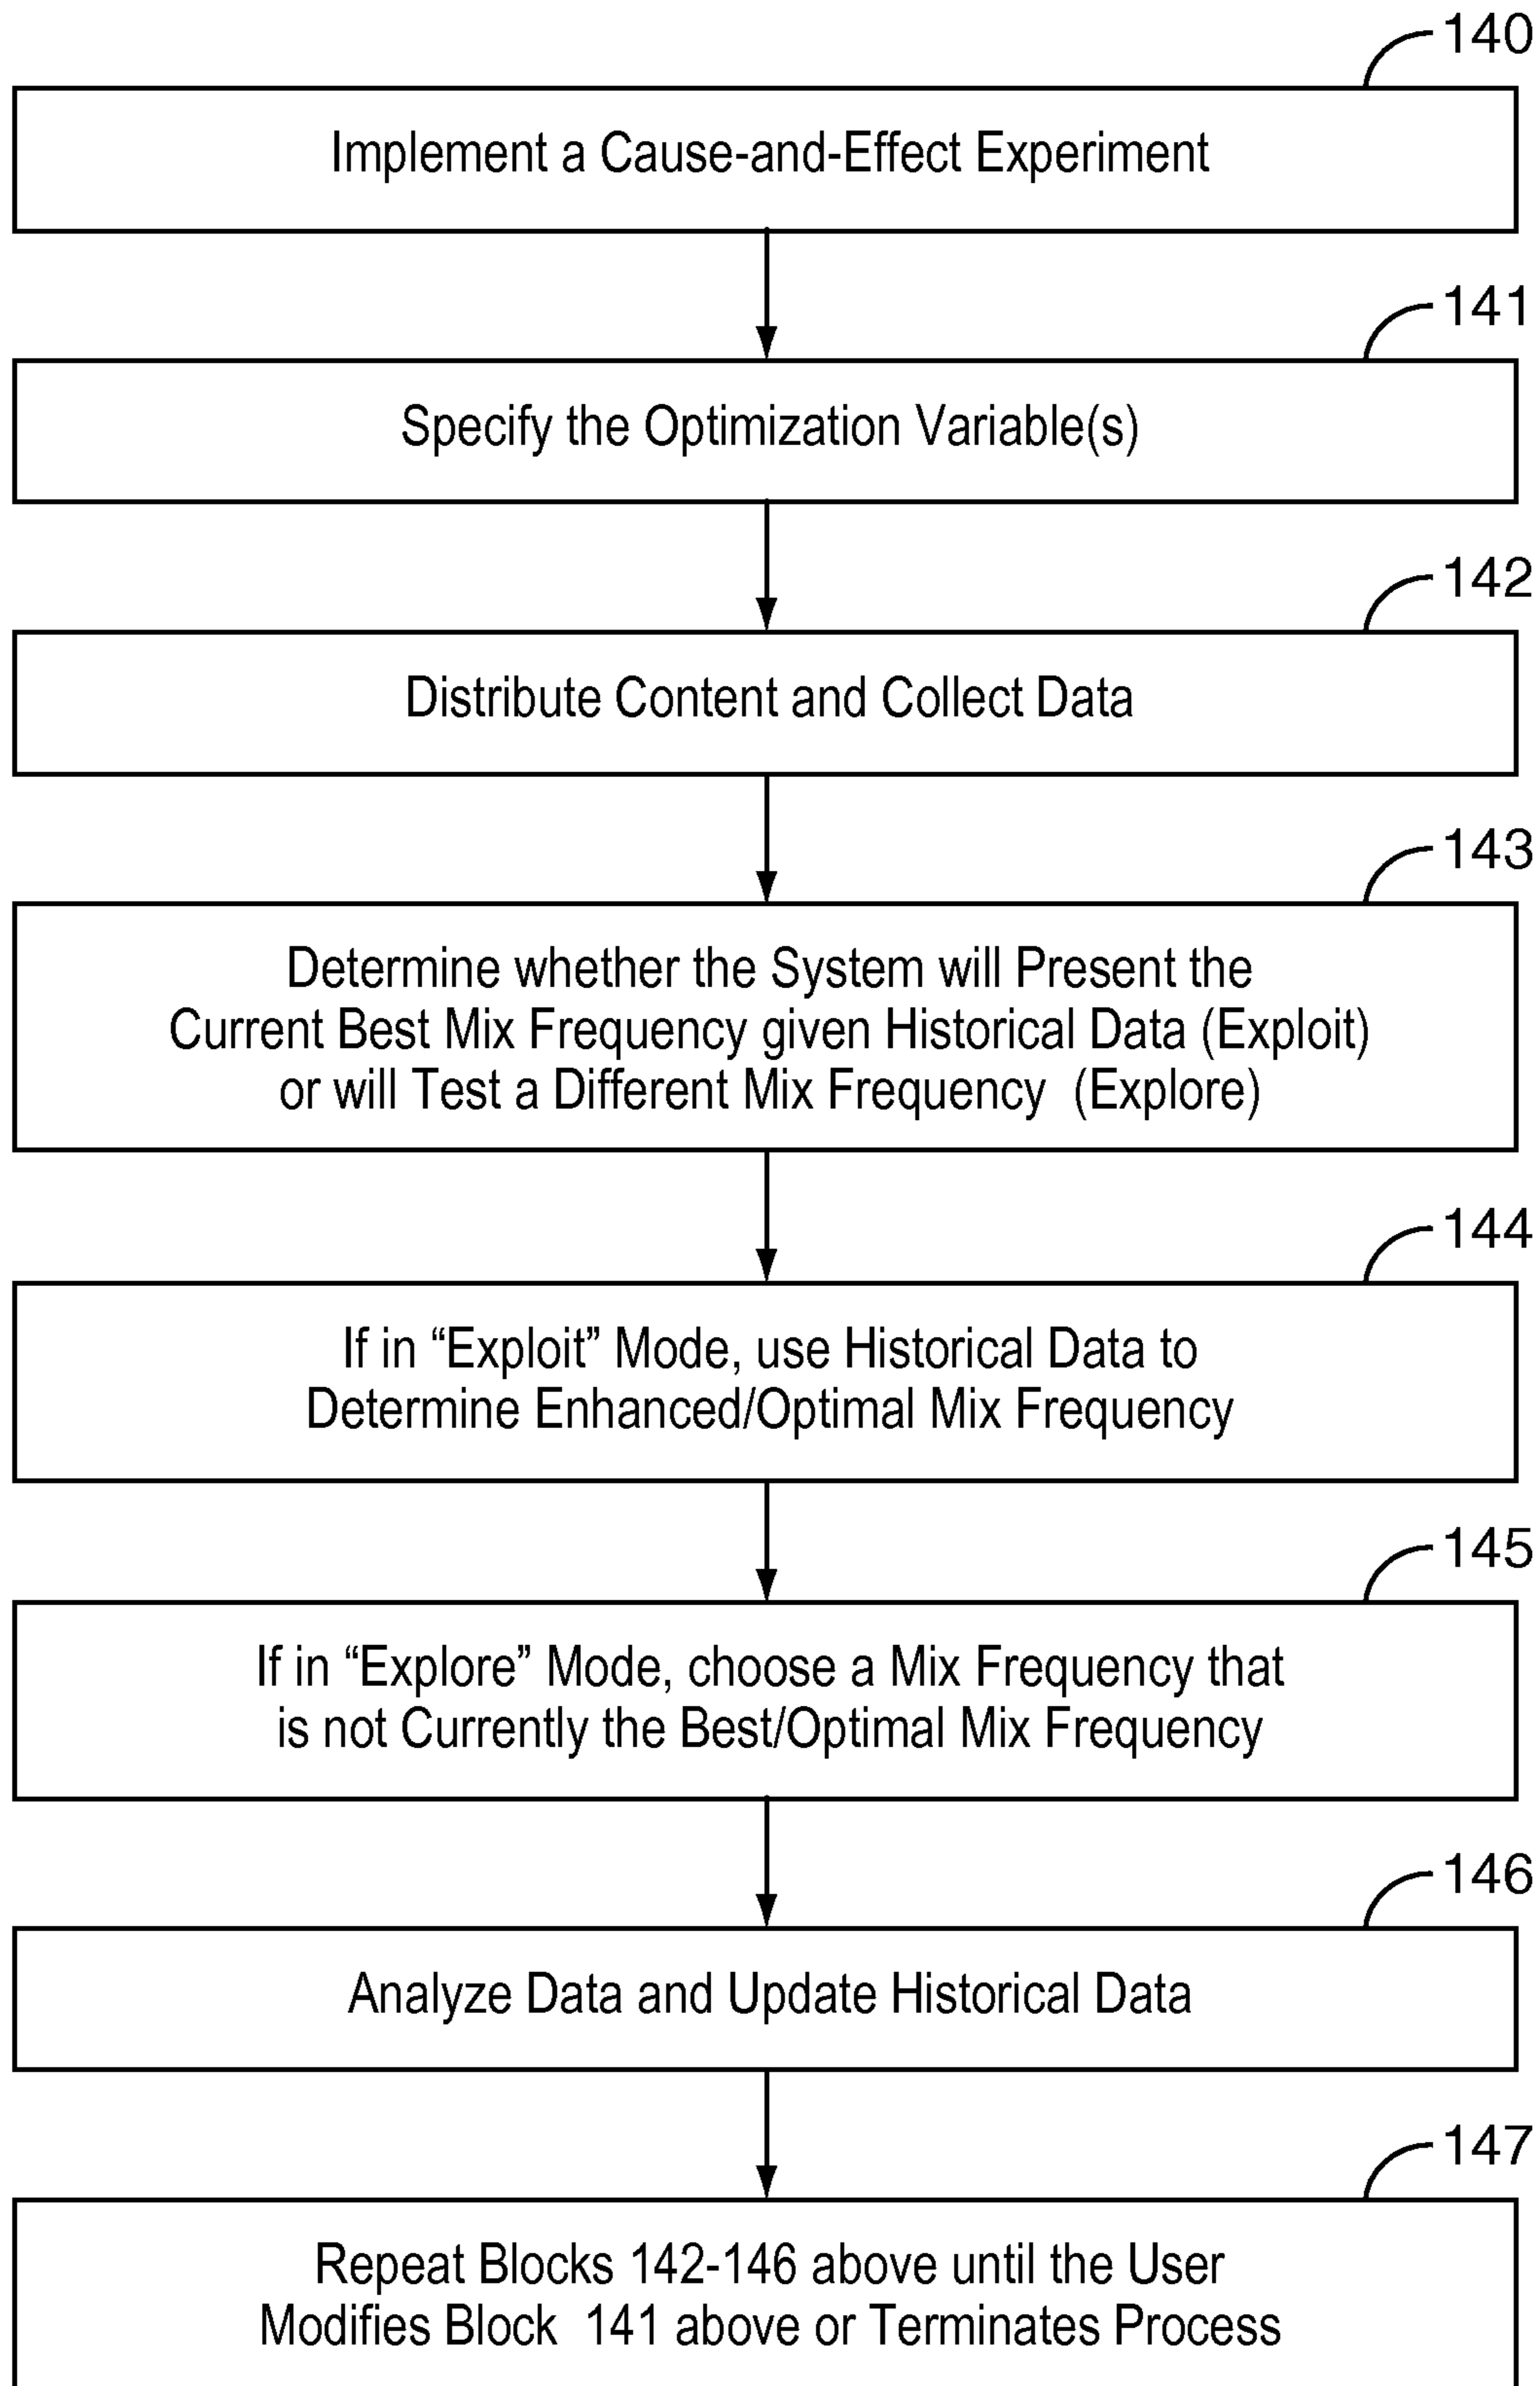 140
Implement a Cause-and-Effect Experiment
141
Specify the Optimization Variable(s)
142
Distribute Content and Collect Data
143
Determine whether the System will Present the
Current Best Mix Frequency given Historical Data (Exploit)
or will Test a Different Mix Frequency (Explore)
144
If in “Exploit” Mode, use Historical Data to
Determine Enhanced/Optimal Mix Frequency
145
If in “Explore” Mode, choose a Mix Frequency that
is not Currently the Best/Optimal Mix Frequency
146
Analyze Data and Update Historical Data
147
Repeat Blocks 142-146 above until the User
Modifies Block 141 above or Terminates Process